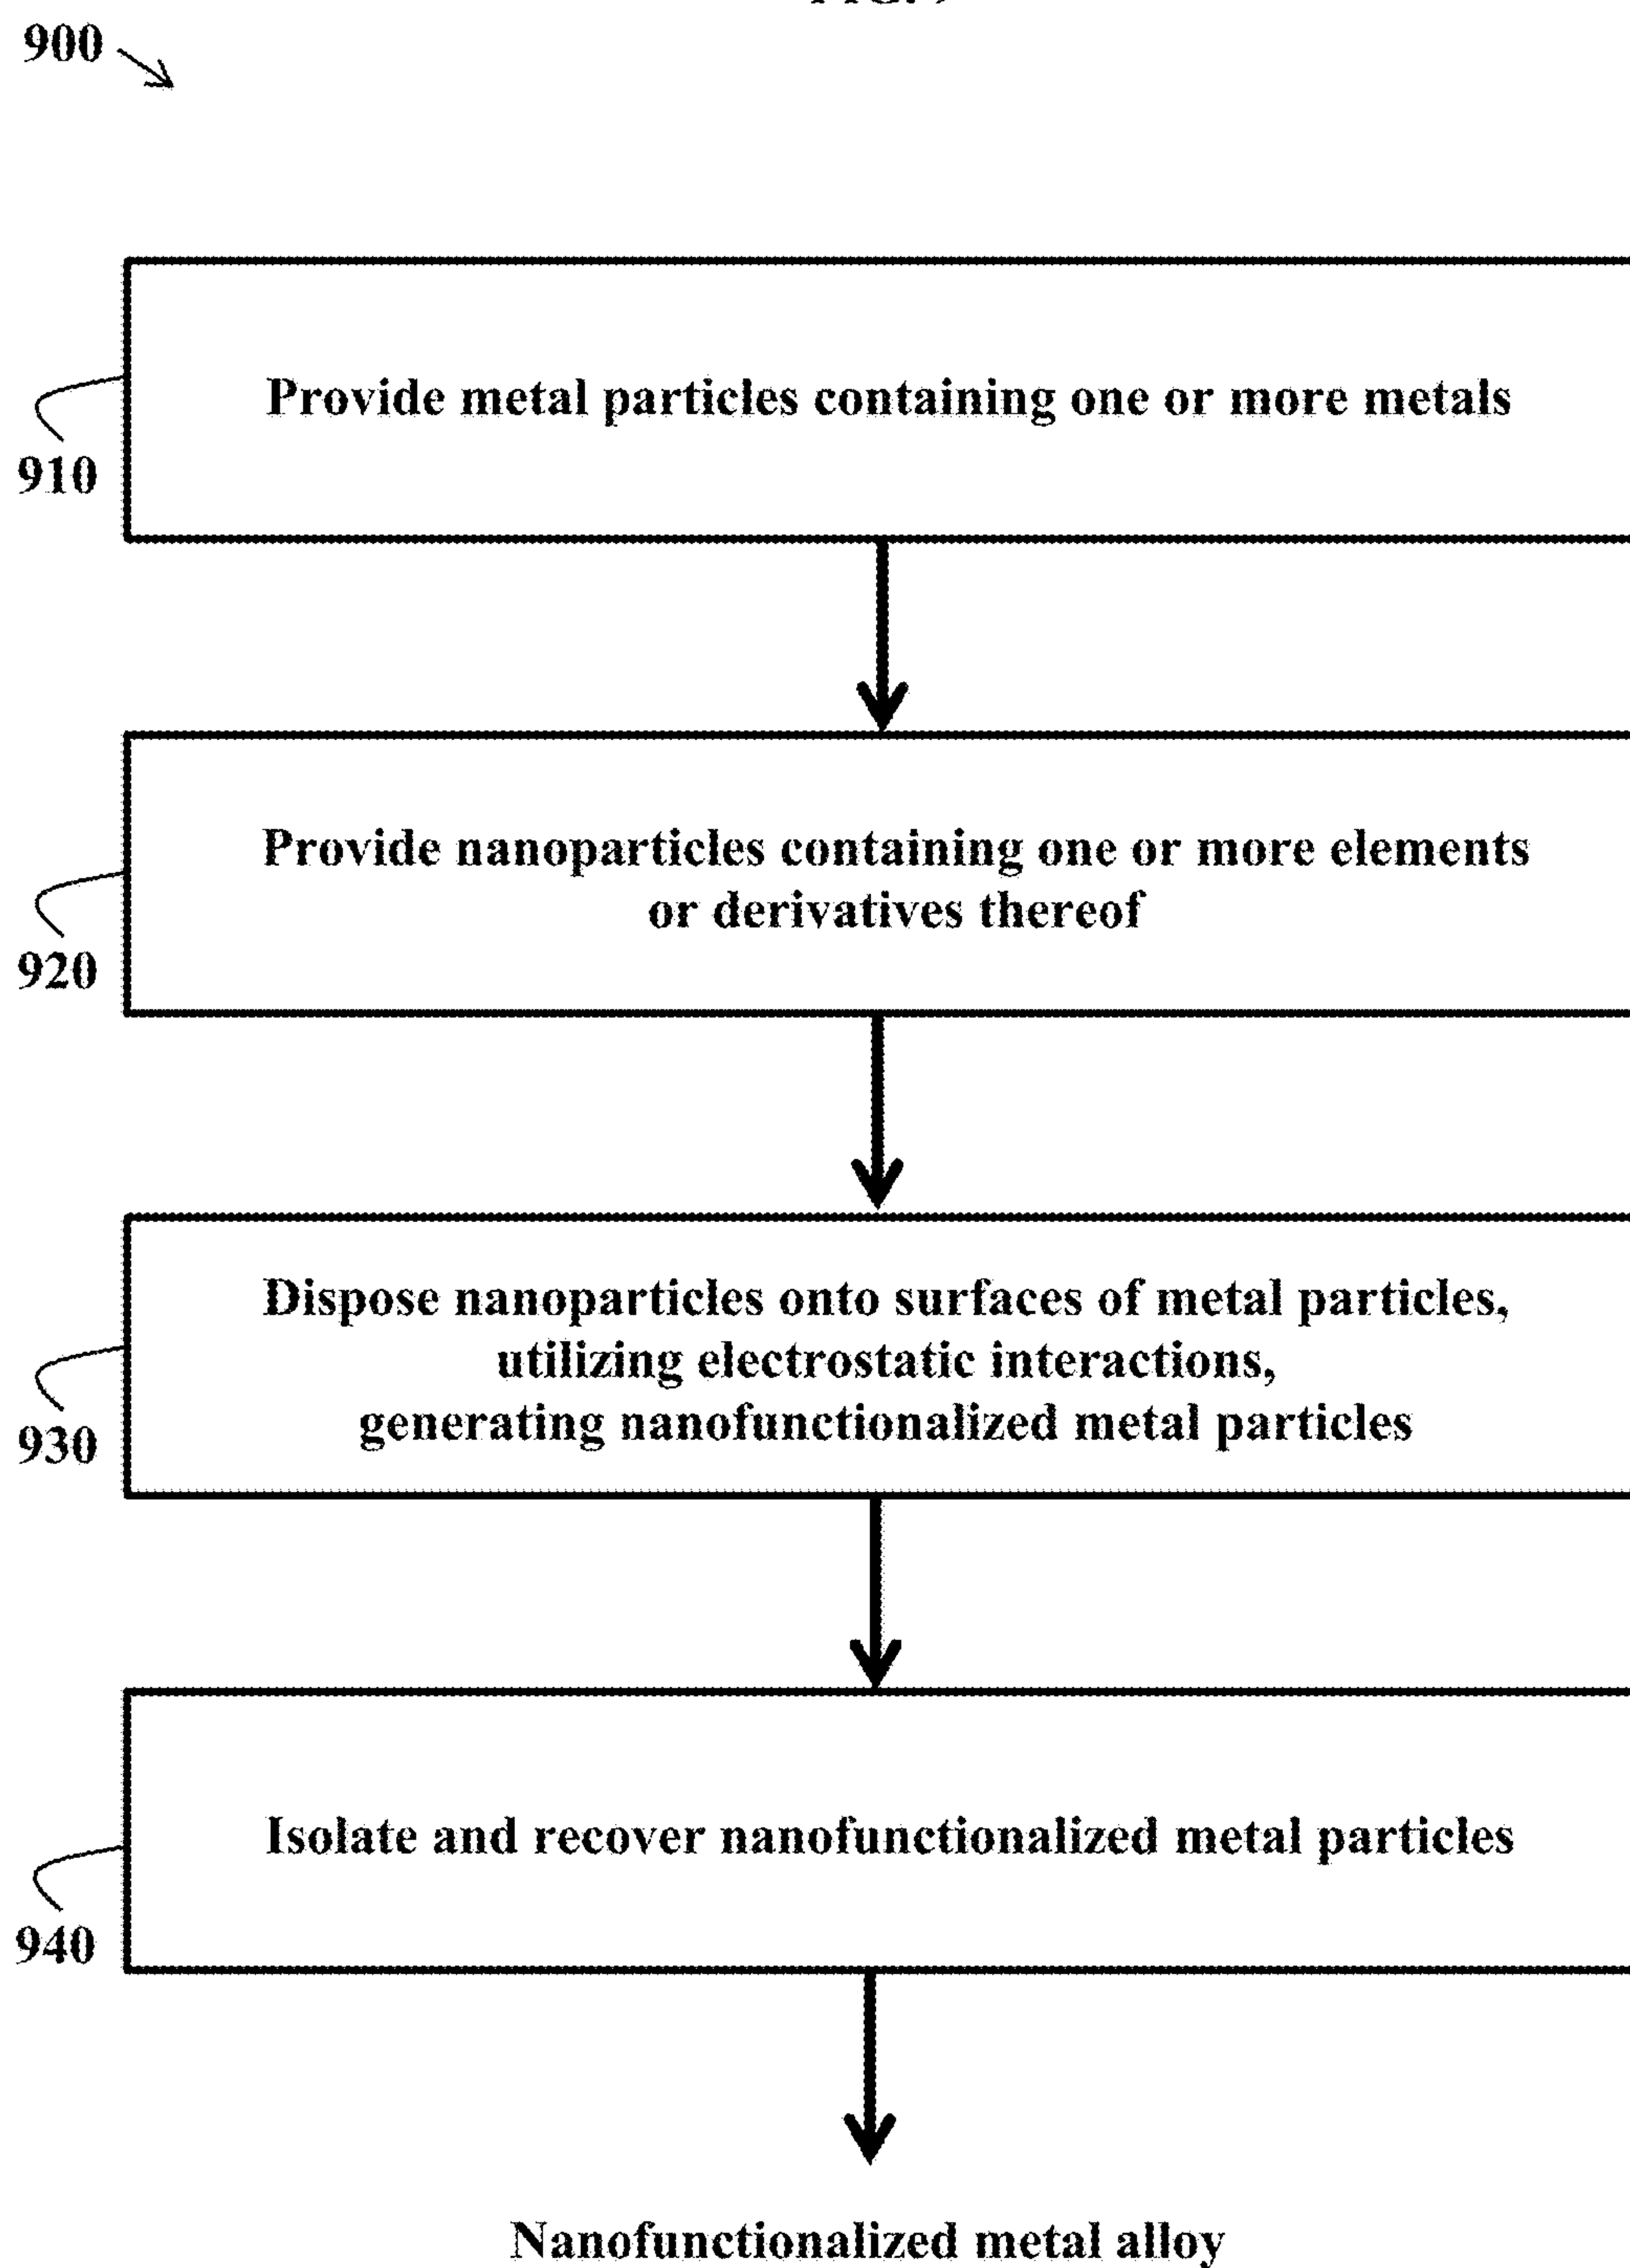 900
Provide metal particles containing one or more metals
910
Provide nanoparticles containing one or more elements
or derivatives thereof
920
Dispose nanoparticles onto surfaces of metal particles,
utilizing electrostatic interactions,
generating nanofunctionalized metal particles
930
Isolate and recover nanofunctionalized metal particles
940
Nanofunctionalized metal alloy